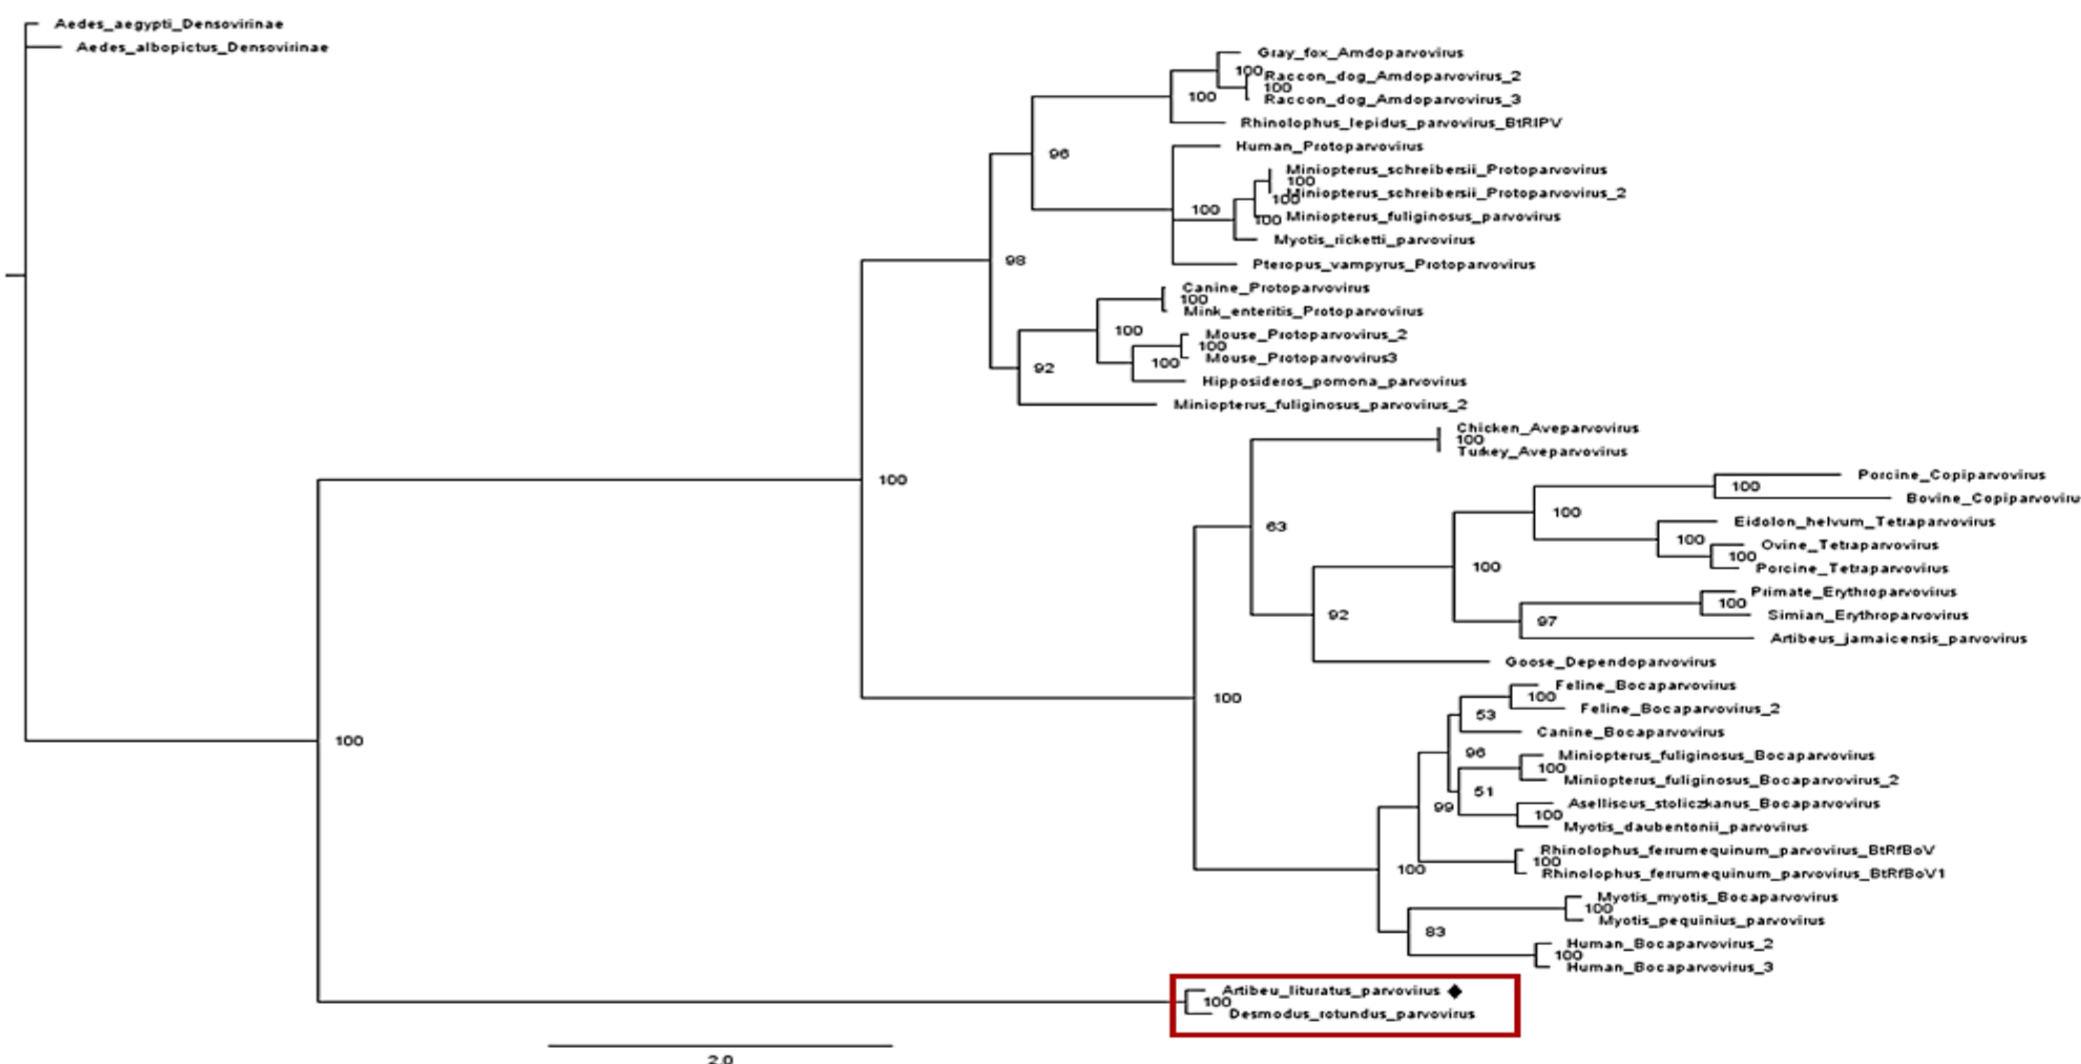 Aedes_aegypti_Densovirinae
Aedes_albopictus_Densovirinae
Gray_fox_Amdoparvovirus
100
Raccon_dog_Amdoparvovirus_2
100
Raccon_dog_Amdoparvovirus_3
100
Rhinolophus_lepidus_parvovirus_BtRlPV
96
Human_Protoparvovirus
Miniopterus_schreibersii_Protoparvovirus
100
Miniopterus_schreibersii_Protoparvovirus_2
100
100
Miniopterus_fuliginosus_parvovirus
100
Myotis_ricketti_parvovirus
98
Pteropus_vampyrus_Protoparvovirus
Canine_Protoparvovirus
100
Mink_enteritis_Protoparvovirus
100
Mouse_Protoparvovirus_2
100
Mouse_Protoparvovirus3
100
92
Hipposideros_pomona_parvovirus
Miniopterus_fuliginosus_parvovirus_2
Chicken_Aveparvovirus
100
Turkey_Aveparvovirus
100
Porcine_Copiparvovirus
100
Bovine_Copiparvoviru
100
63
Eidolon_helvum_Tetraparvovirus
100
Ovine_Tetraparvovirus
100
Porcine_Tetraparvovirus
100
Primate_Erythroparvovirus
100
92
Simian_Erythroparvovirus
97
Artibeus_jamaicensis_parvovirus
Goose_Dependoparvovirus
100
Feline_Bocaparvovirus
100
Feline_Bocaparvovirus_2
53
Canine_Bocaparvovirus
100
96
Miniopterus_fuliginosus_Bocaparvovirus
100
Miniopterus_fuliginosus_Bocaparvovirus_2
51
99
Aselliscus_stoliczkanus_Bocaparvovirus
100
Myotis_daubentonii_parvovirus
Rhinolophus_ferrumequinum_parvovirus_BtRfBoV
100
100
Rhinolophus_ferrumequinum_parvovirus_BtRfBoV1
Myotis_myotis_Bocaparvovirus
100
Myotis_pequinius_parvovirus
83
Human_Bocaparvovirus_2
100
Human_Bocaparvovirus_3
Artibeu_lituratus_parvovirus
100
Desmodus_rotundus_parvovirus
2.0